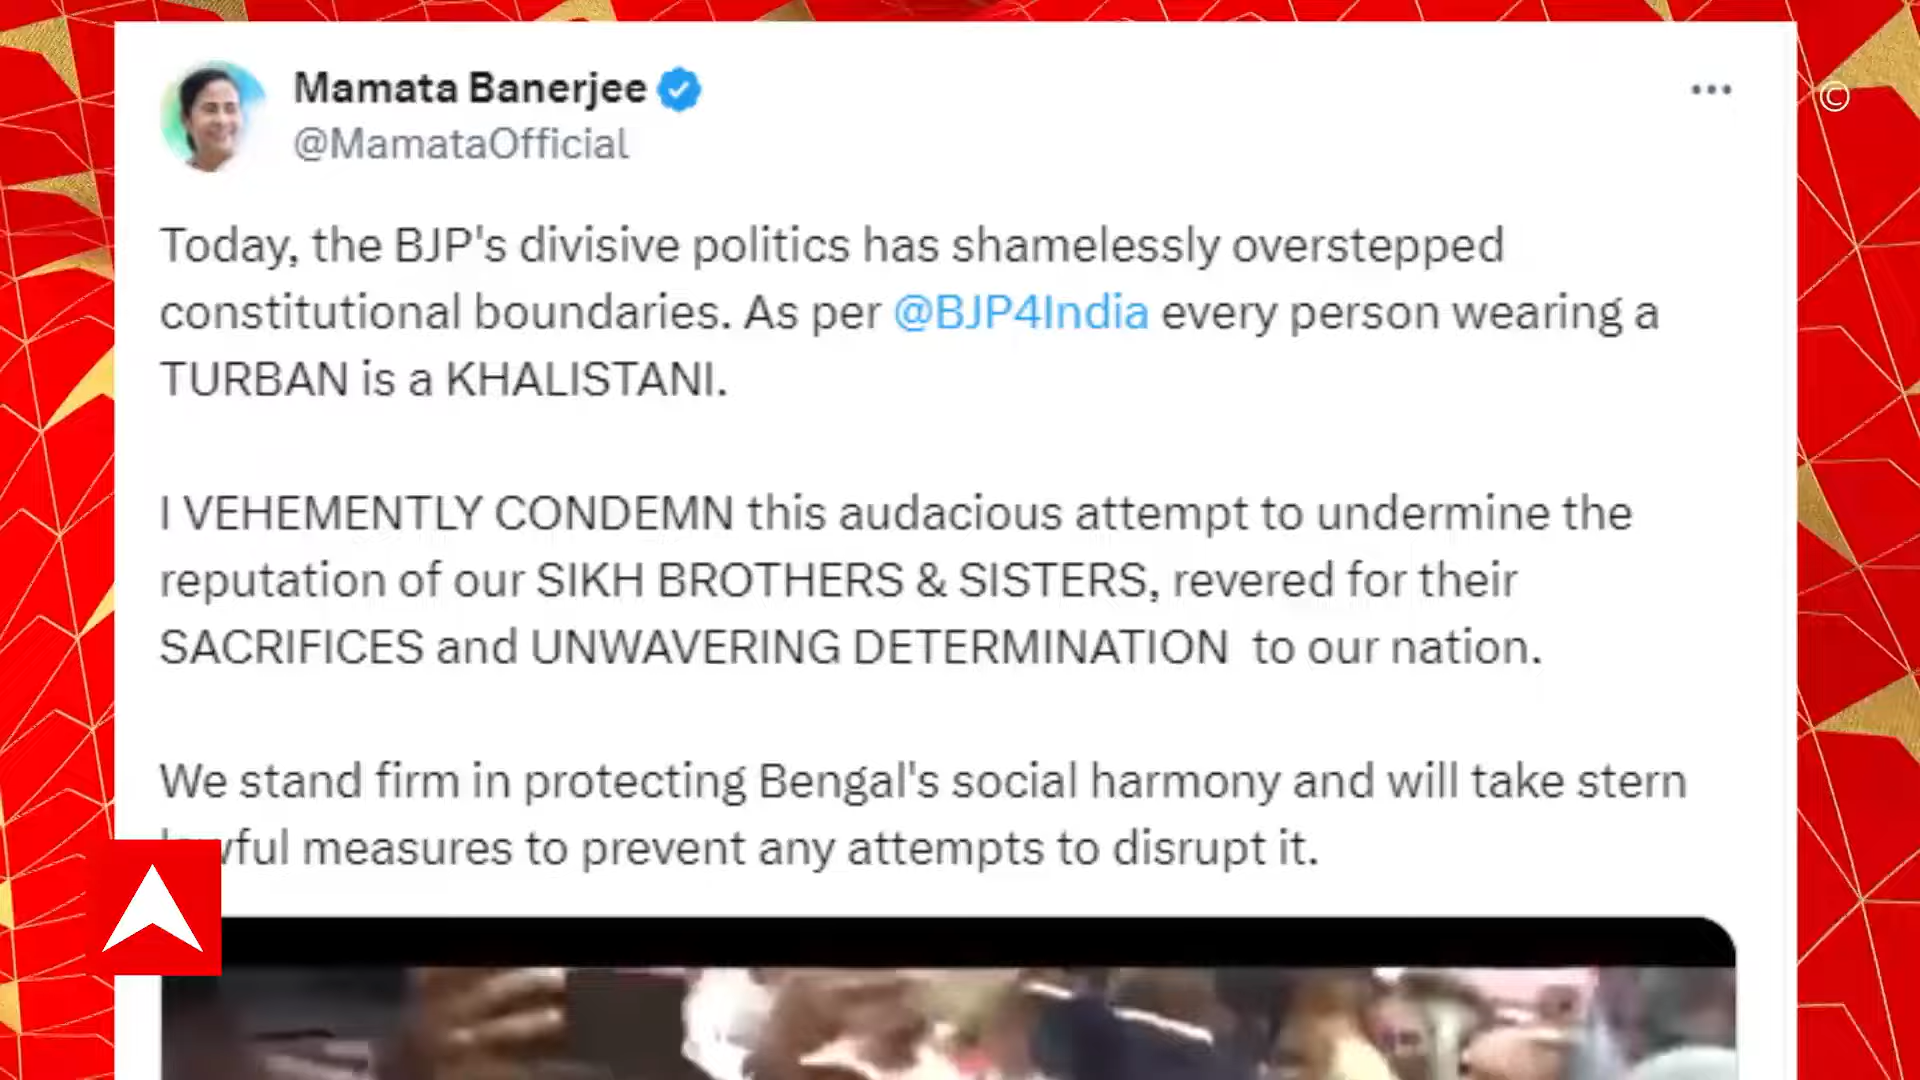 Mamata Banerjee
@MamataOfficial
©
Today, the BJP's divisive politics has shamelessly overstepped
constitutional boundaries. As per @BJP4India every person wearing a
TURBAN is a KHALISTANI.
I VEHEMENTLY CONDEMN this audacious attempt to undermine the
reputation of our SIKH BROTHERS & SISTERS, revered for their
SACRIFICES and UNWAVERING DETERMINATION to our nation.
We stand firm in protecting Bengal's social harmony and will take stern
measures to prevent any attempts to disrupt it.